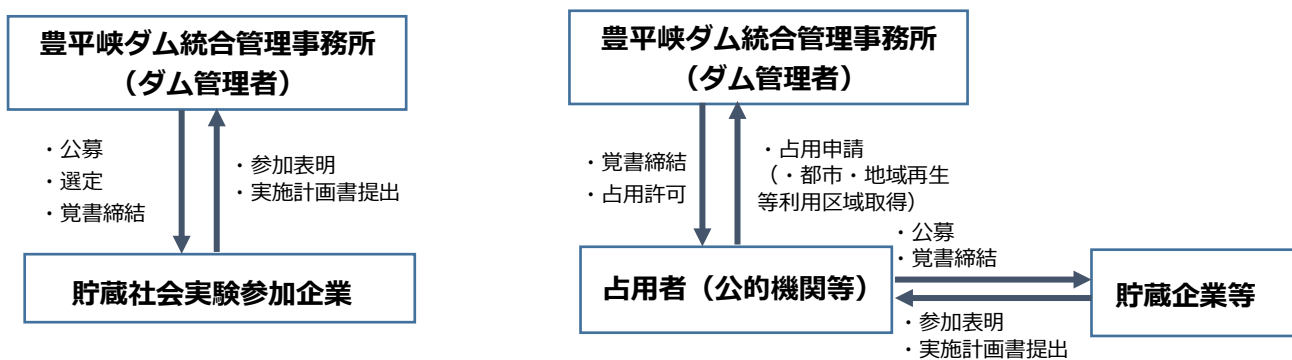 豊平峡ダム統合管理事務所
（ダム管理者）
・公募
・選定
・覚書締結
・参加表明
・実施計画書提出
貯蔵社会実験参加企業
豊平峡ダム統合管理事務所
（ダム管理者）
・覚書締結
・占用許可
・占用申請
（・都市・地域再生
等利用区域取得）
・公募
・覚書締結
占用者（公的機関等）
貯蔵企業等
・参加表明
・実施計画書提出